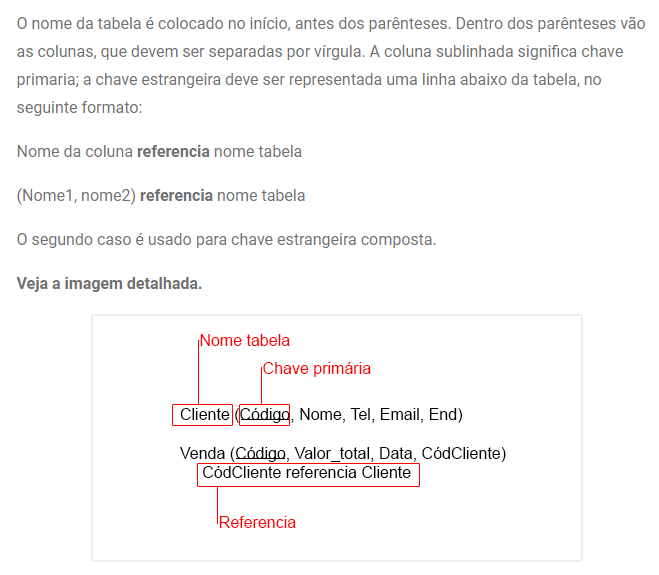 O nome da tabela é colocado no início, antes dos parênteses. Dentro dos parênteses vão
as colunas, que devem ser separadas por vírgula. A coluna sublinhada significa chave
primaria; a chave estrangeira deve ser representada uma linha abaixo da tabela, no
seguinte formato:
Nome da coluna referencia nome tabela
(Nome1, nome2) referencia nome tabela
O segundo caso é usado para chave estrangeira composta.
Veja a imagem detalhada.
Nome tabela
Chave primária
Cliente (Código, Nome, Tel, Email, End)
Venda (Código, Valor_total, Data, CódCliente)
CódCliente referencia Cliente
Referencia